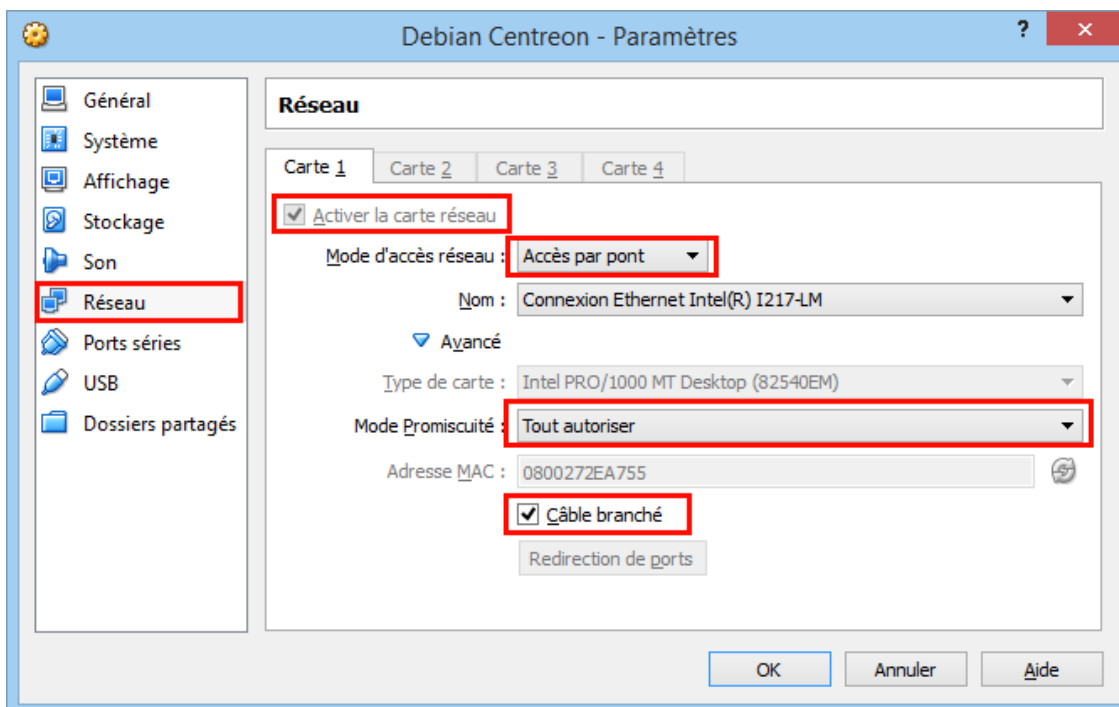 Debian Centreon - Paramètres ?
Général
Système
Affichage
Stockage
Son
Réseau
Ports séries
USB
Dossiers partagés
Réseau
Carte 1 Carte 2 Carte 3 Carte 4
Activer la carte réseau
Mode d'accès réseau : Accès par pont
Nom : Connexion Ethernet Intel(R) I217-LM
Avancé
Type de carte : Intel PRO/1000 MT Desktop (82540EM)
Mode Promiscuité : Tout autoriser
Adresse MAC : 0800272EA755
Câble branché
Redirection de ports
OK Annuler Aide